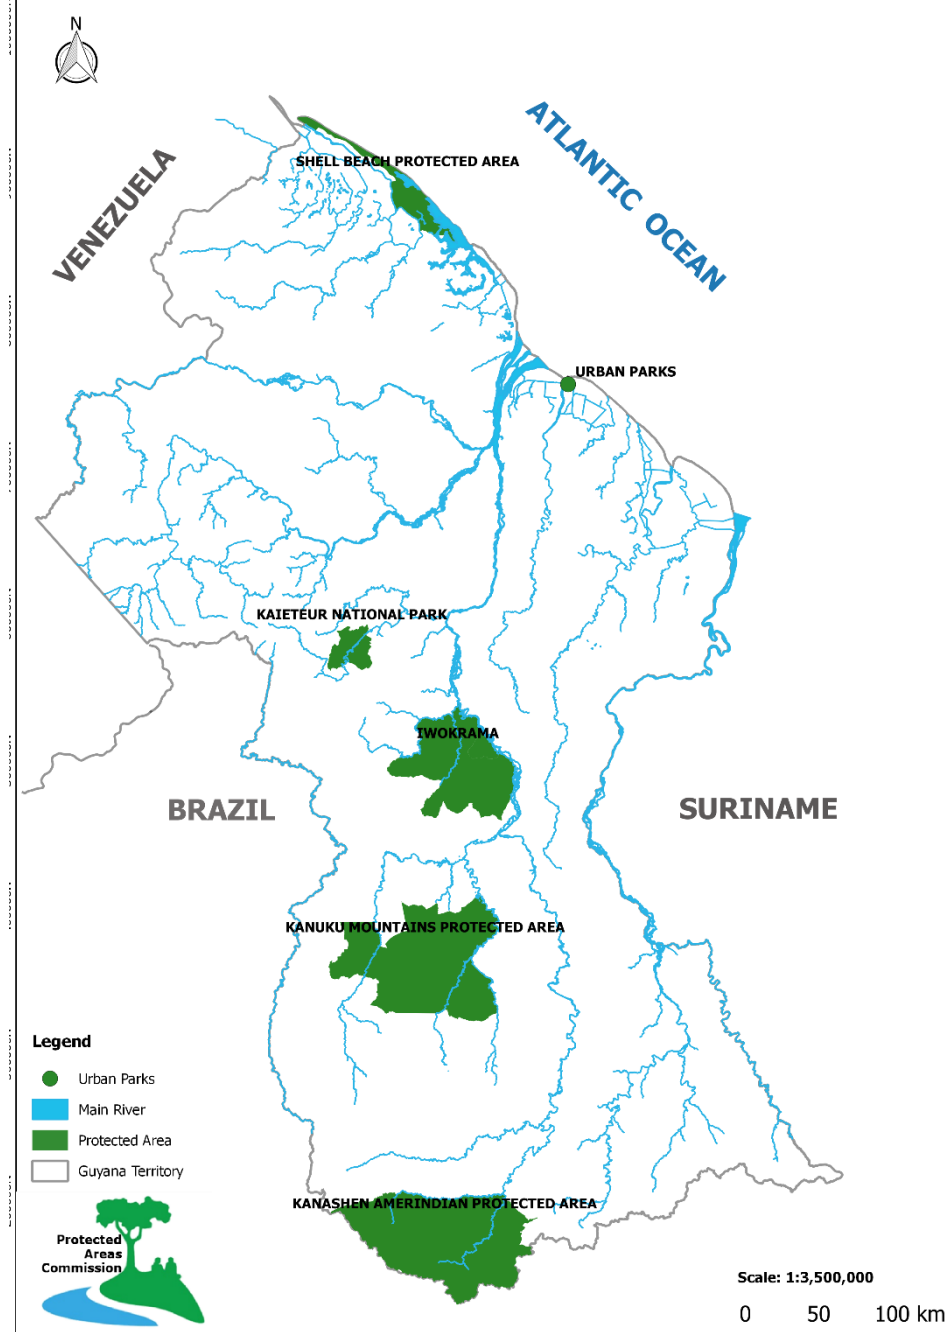 N
ATLANTIC OCEAN
VENEZUELA
SHELL BEACH PROTECTED AREA
URBAN PARKS
KAIETEUR NATIONAL PARK
IWOKRAMA
BRAZIL
SURINAME
KANUKU MOUNTAINS PROTECTED AREA
Legend
Urban Parks
Main River
Protected Area
Guyana Territory
KANASHEN AMERINDIAN PROTECTED AREA
Protected
Areas
Commission
Scale: 1:3,500,000
0 50 100 km